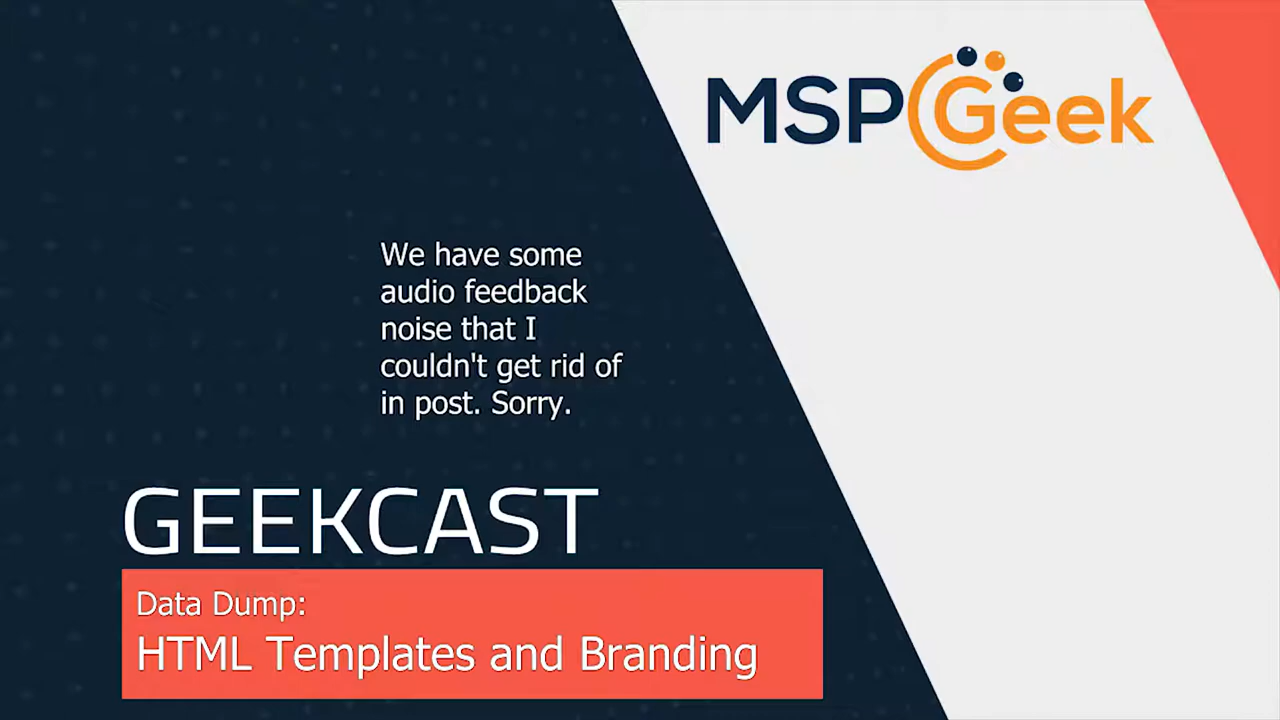 MSPGeek
We have some
audio feedback
noise that I
couldn't get rid of
in post. Sorry.
GEEKCAST
Data Dump:
HTML Templates and Branding